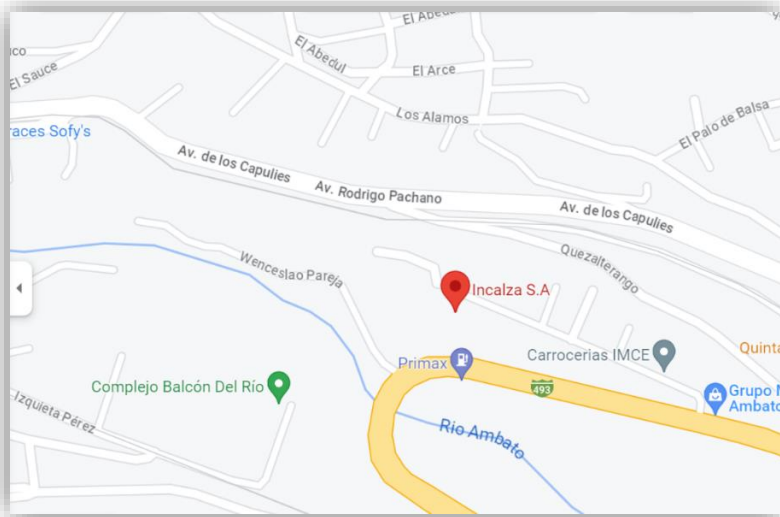 El Abedul
El Abedul
El Arce
El Sauce
Los Alamos
El Palo de Balsa
Av. de los Capulies
Av. Rodrigo Pachano
Av. de los Capulies
Quezalterango
Wenceslao Pareja
Incalza S.A
Carrocerias IMCE
Primax
493
Complejo Balcón Del Río
Izquieta Pérez
Rio Ambato